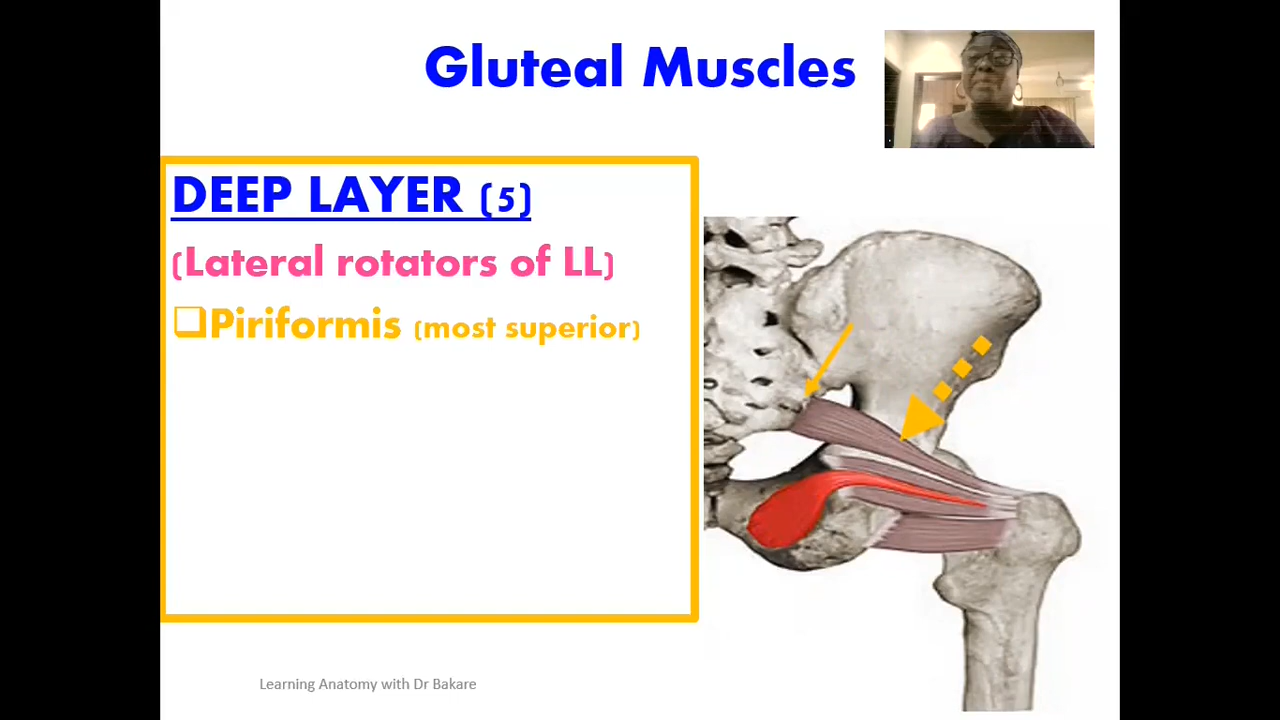 Gluteal Muscles
DEEP LAYER (5)
(Lateral rotators of LL)
Piriformis (most superior)
Learning Anatomy with Dr Bakare